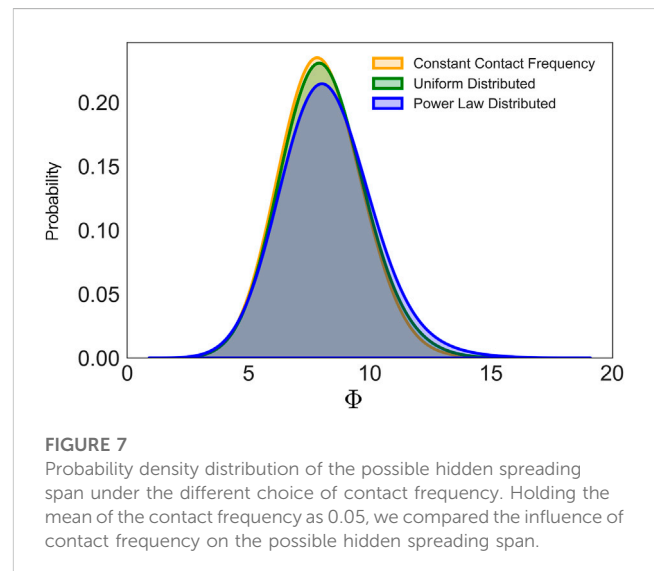 Constant Contact Frequency
Uniform Distributed
Power Law Distributed
Probability
0.20
0.15
0.10
0.05
0.00
0 5 10 15 20
Φ
FIGURE 7
Probability density distribution of the possible hidden spreading
span under the different choice of contact frequency. Holding the
mean of the contact frequency as 0.05, we compared the influence of
contact frequency on the possible hidden spreading span.